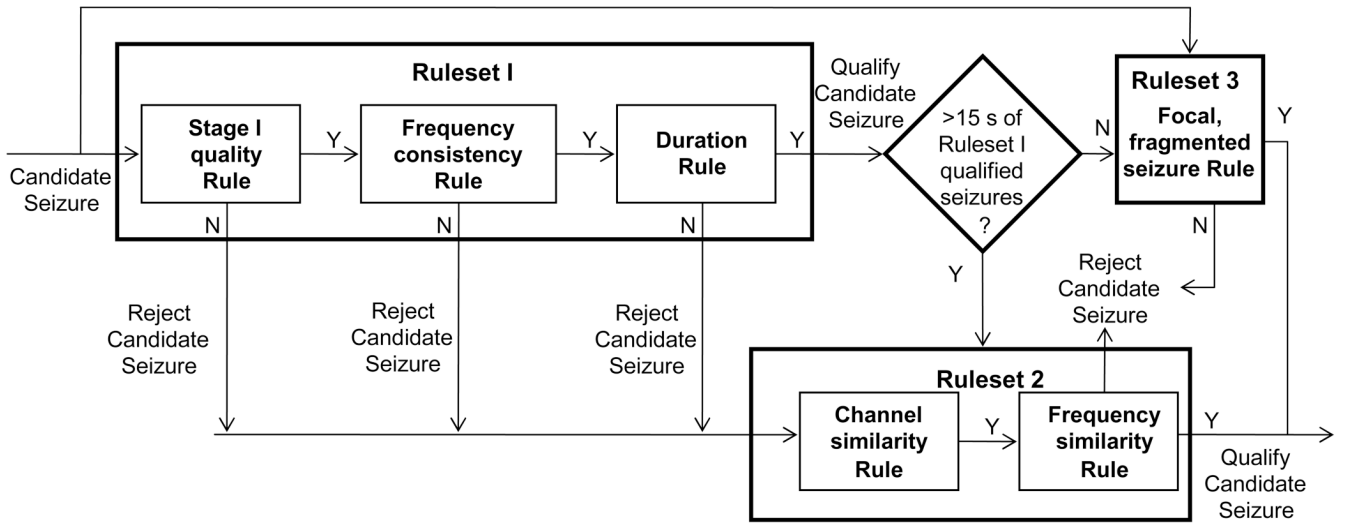 Ruleset I
Candidate
Seizure
Stage I
quality
Rule
Y
Frequency
consistency
Rule
Y
Duration
Rule
Y
Qualify
Candidate
Seizure
>15 s of
Ruleset I
qualified
seizures
?
N
Ruleset 3
Focal,
fragmented
seizure Rule
Y
N
N
N
N
Y
Reject
Candidate
Seizure
Reject
Candidate
Seizure
Reject
Candidate
Seizure
Reject
Candidate
Seizure
Ruleset 2
Channel
similarity
Rule
Y
Frequency
similarity
Rule
Y
Qualify
Candidate
Seizure